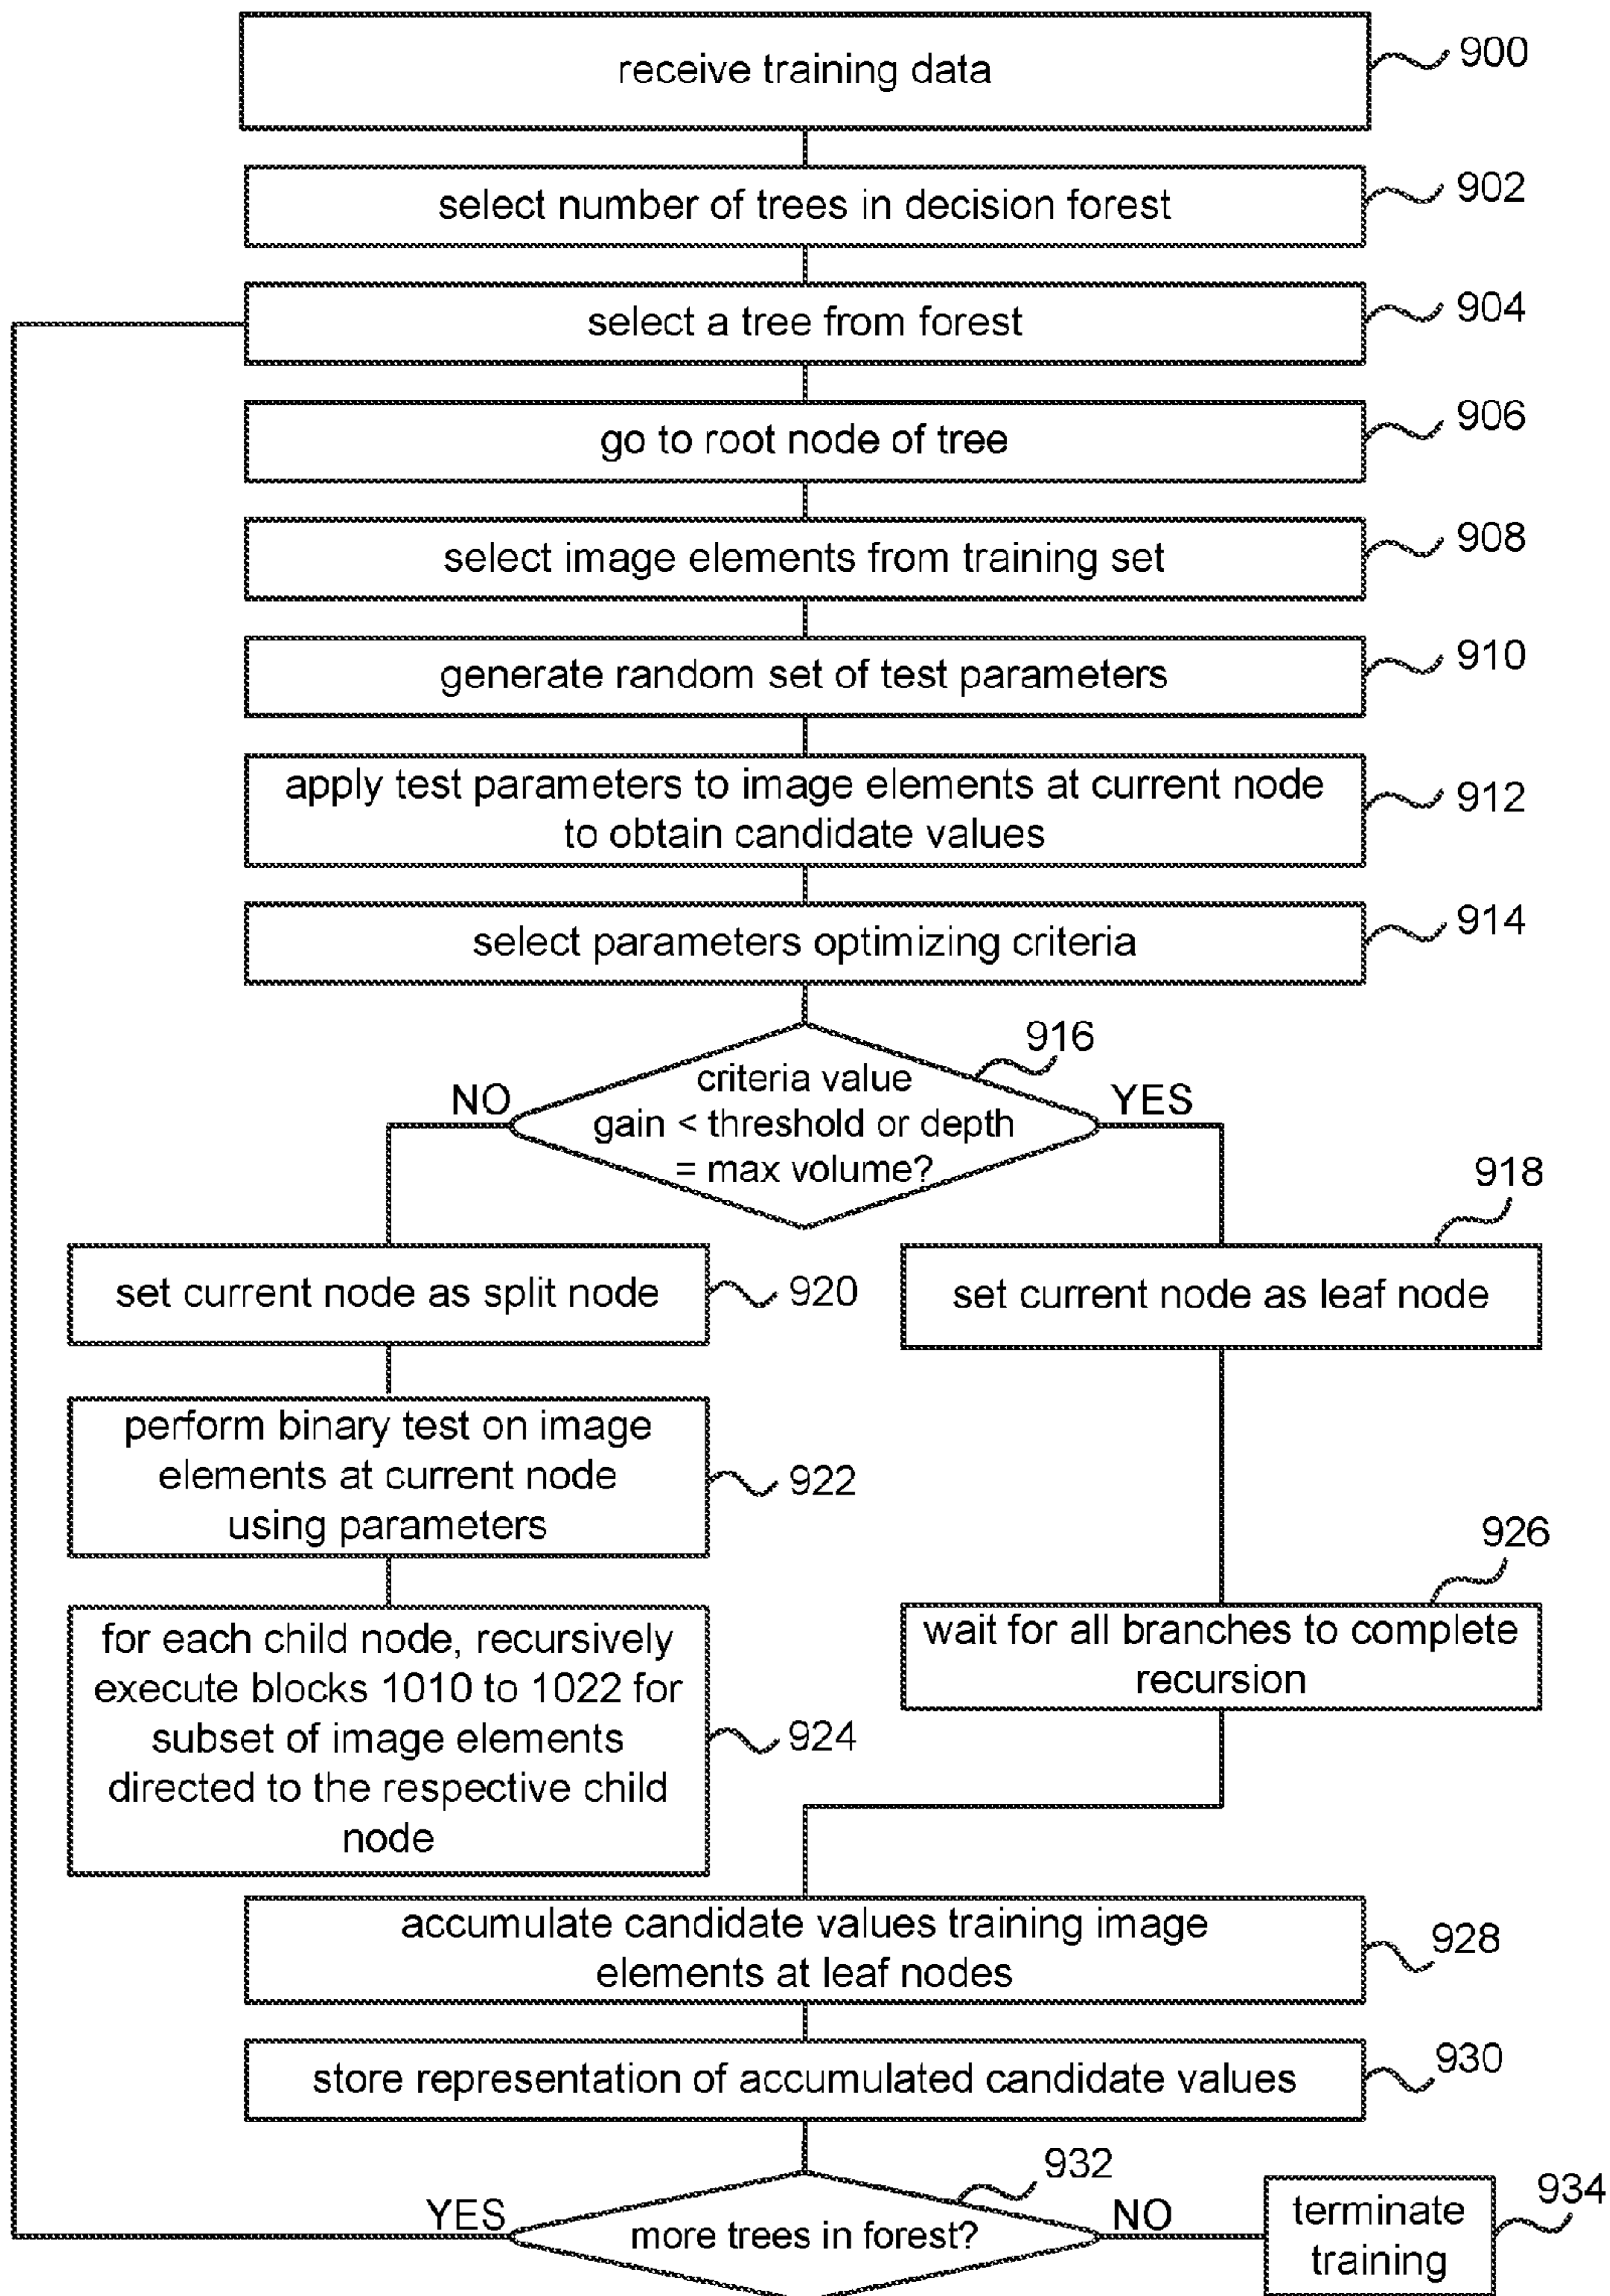 receive training data
900
select number of trees in decision forest
902
select a tree from forest
904
go to root node of tree
906
select image elements from training set
908
generate random set of test parameters
910
apply test parameters to image elements at current node
to obtain candidate values
912
select parameters optimizing criteria
914
916
criteria value
gain < threshold or depth
= max volume?
NO
YES
918
set current node as split node
920
set current node as leaf node
perform binary test on image
elements at current node
using parameters
922
926
wait for all branches to complete
recursion
for each child node, recursively
execute blocks 1010 to 1022 for
subset of image elements
directed to the respective child
node
924
accumulate candidate values training image
elements at leaf nodes
928
store representation of accumulated candidate values
930
932
YES
more trees in forest?
NO
terminate
training
934